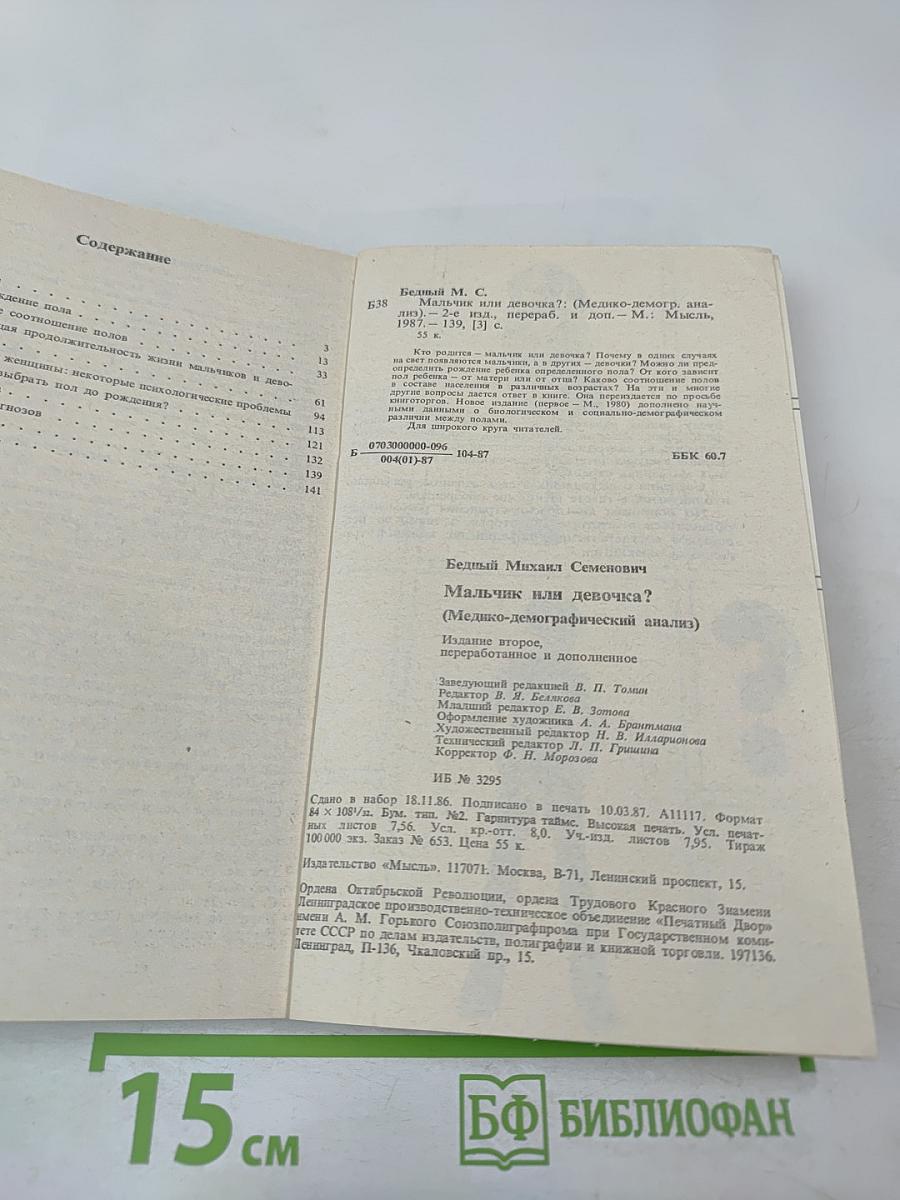 Содержание
ждение пола 3
е соотношение полов 13
щая продолжительность жизни мальчиков и дево-
33
женщины: некоторые психологические проблемы 61
выбрать пол до рождения? 94
113
гнозов 121
132
139
141
Бедный М. С.
Б38 Мальчик или девочка?: (Медико-демогр. ана-
лиз). — 2-е изд., перераб. и доп. — М.: Мысль,
1987. — 139, [3] с.
55 к.
Кто родится — мальчик или девочка? Почему в одних случаях
на свет появляются мальчики, а в других — девочки? Можно ли пред-
определить рождение ребенка определенного пола? От кого зависит
пол ребенка — от матери или от отца? Каково соотношение полов
в составе населения в различных возрастах? На эти и многие
другие вопросы дается ответ в книге. Она переиздается по просьбе
книготоргов. Новое издание (первое — М., 1980) дополнено науч-
ными данными о биологическом и социально-демографическом
различии между полами.
Для широкого круга читателей.
Б 0703000000-096 / 004(01)-87 104-87 ББК 60.7
Бедный Михаил Семенович
Мальчик или девочка?
(Медико-демографический анализ)
Издание второе,
переработанное и дополненное
Заведующий редакцией В. П. Томин
Редактор В. Я. Белякова
Младший редактор Е. В. Зотова
Оформление художника А. А. Брантмана
Художественный редактор Н. В. Илларионова
Технический редактор Л. П. Гришина
Корректор Ф. Н. Морозова
ИБ № 3295
Сдано в набор 18.11.86. Подписано в печать 10.03.87. А11117. Формат
84 × 108¹/₃₂. Бум. тип. №2. Гарнитура таймс. Высокая печать. Усл. печат-
ных листов 7,56. Усл. кр.-отт. 8,0. Уч.-изд. листов 7,95. Тираж
100 000 экз. Заказ № 653. Цена 55 к.
Издательство «Мысль». 117071. Москва, В-71, Ленинский проспект, 15.
Ордена Октябрьской Революции, ордена Трудового Красного Знамени
Ленинградское производственно-техническое объединение «Печатный Двор»
имени А. М. Горького Союзполиграфпрома при Государственном коми-
тете СССР по делам издательств, полиграфии и книжной торговли. 197136.
Ленинград, П-136, Чкаловский пр., 15.
15 см
БФ БИБЛИОФАН